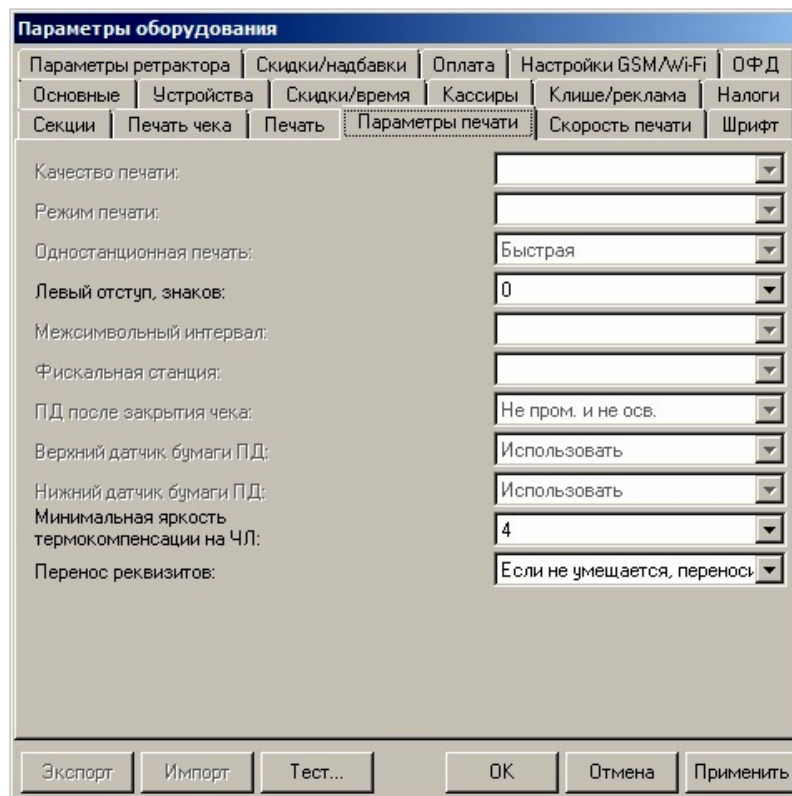 Параметры оборудования
Параметры ретрактора Скидки/надбавки Оплата Настройки GSM/Wi-Fi ОФД
Основные Устройства Скидки/время Кассиры Клише/реклама Налоги
Секции Печать чека Печать Параметры печати Скорость печати Шрифт
Качество печати:
Режим печати:
Одностанционная печать: Быстрая
Левый отступ, знаков: 0
Межсимвольный интервал:
Фискальная станция:
ПД после закрытия чека: Не пром. и не осв.
Верхний датчик бумаги ПД: Использовать
Нижний датчик бумаги ПД: Использовать
Минимальная яркость
термокомпенсации на ЧЛ: 4
Перенос реквизитов: Если не умещается, переноси
Экспорт Импорт Тест... OK Отмена Применить